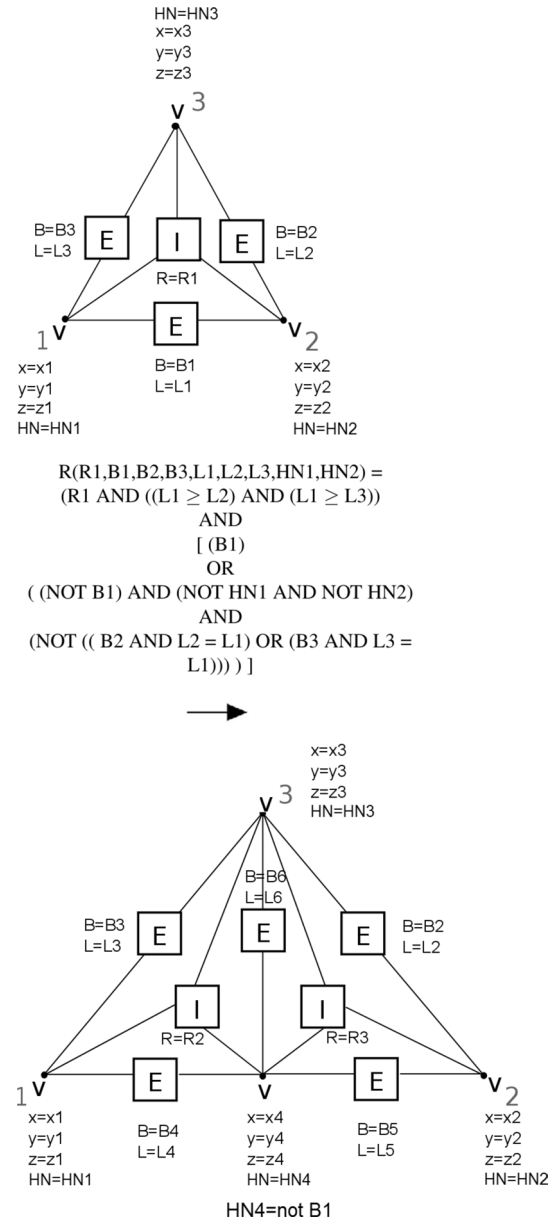 HN=HN3
x=x3
y=y3
z=z3
v 3
B=B3
L=L3
E
I
E
B=B2
L=L2
R=R1
1 v
E
v 2
x=x1
y=y1
z=z1
HN=HN1
B=B1
L=L1
x=x2
y=y2
z=z2
HN=HN2
R(R1,B1,B2,B3,L1,L2,L3,HN1,HN2) =
(R1 AND ((L1 ≥ L2) AND (L1 ≥ L3))
AND
[ (B1)
OR
( (NOT B1) AND (NOT HN1 AND NOT HN2)
AND
(NOT (( B2 AND L2 = L1) OR (B3 AND L3 =
L1))) ) ]
x=x3
y=y3
z=z3
HN=HN3
v 3
B=B6
L=L6
B=B3
L=L3
E
E
E
B=B2
L=L2
I
I
R=R2
R=R3
1 v
E
v
E
v 2
x=x1
y=y1
z=z1
HN=HN1
B=B4
L=L4
x=x4
y=y4
z=z4
HN=HN4
B=B5
L=L5
x=x2
y=y2
z=z2
HN=HN2
HN4=not B1